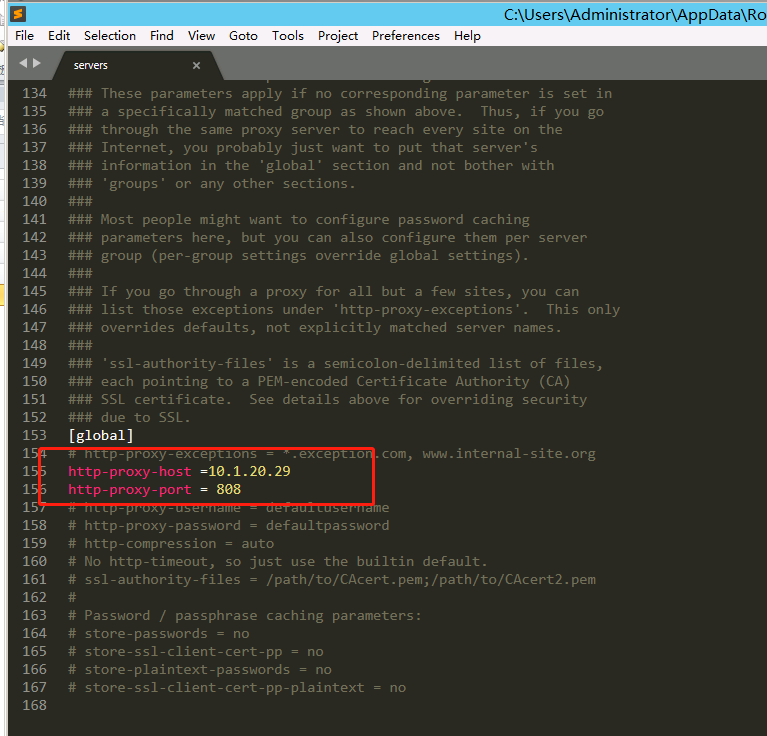 C:\Users\Administrator\AppData\Ro
File Edit Selection Find View Goto Tools Project Preferences Help
servers ×
134 ### These parameters apply if no corresponding parameter is set in
135 ### a specifically matched group as shown above.  Thus, if you go
136 ### through the same proxy server to reach every site on the
137 ### Internet, you probably just want to put that server's
138 ### information in the 'global' section and not bother with
139 ### 'groups' or any other sections.
140 ###
141 ### Most people might want to configure password caching
142 ### parameters here, but you can also configure them per server
143 ### group (per-group settings override global settings).
144 ###
145 ### If you go through a proxy for all but a few sites, you can
146 ### list those exceptions under 'http-proxy-exceptions'.  This only
147 ### overrides defaults, not explicitly matched server names.
148 ###
149 ### 'ssl-authority-files' is a semicolon-delimited list of files,
150 ### each pointing to a PEM-encoded Certificate Authority (CA)
151 ### SSL certificate.  See details above for overriding security
152 ### due to SSL.
153 [global]
154 # http-proxy-exceptions = *.exception.com, www.internal-site.org
155 http-proxy-host =10.1.20.29
156 http-proxy-port = 808
157 # http-proxy-username = defaultusername
158 # http-proxy-password = defaultpassword
159 # http-compression = auto
160 # No http-timeout, so just use the builtin default.
161 # ssl-authority-files = /path/to/CAcert.pem;/path/to/CAcert2.pem
162 #
163 # Password / passphrase caching parameters:
164 # store-passwords = no
165 # store-ssl-client-cert-pp = no
166 # store-plaintext-passwords = no
167 # store-ssl-client-cert-pp-plaintext = no
168